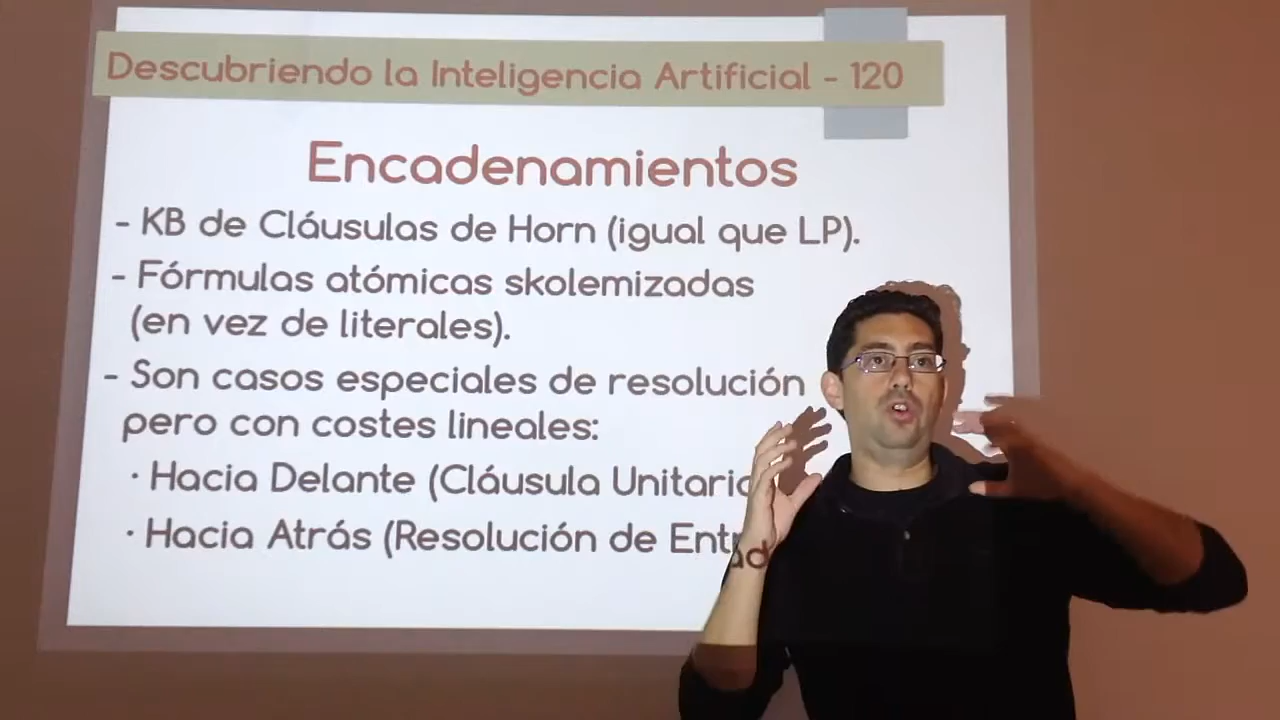 Descubriendo la Inteligencia Artificial - 120
Encadenamientos
- KB de Cláusulas de Horn (igual que LP).
- Fórmulas atómicas skolemizadas
(en vez de literales).
- Son casos especiales de resolución
pero con costes lineales:
· Hacia Delante (Cláusula
· Hacia Atrás (Resolución de